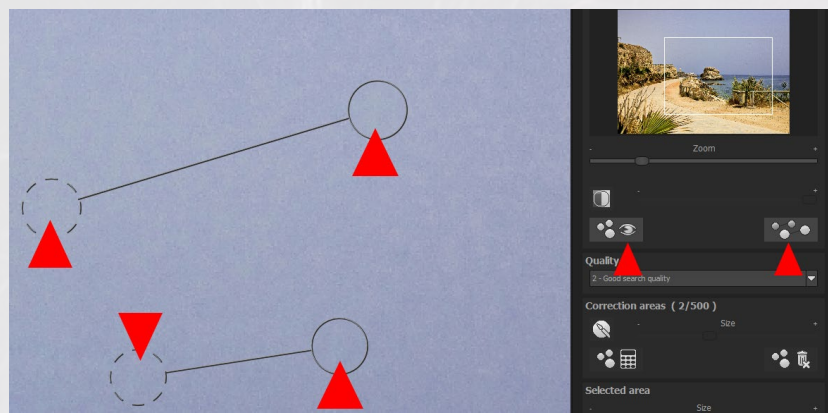 - Zoom +
- +
Quality
2 - Good search quality
Correction areas ( 2/500 )
- Size +
Selected area
- Size +